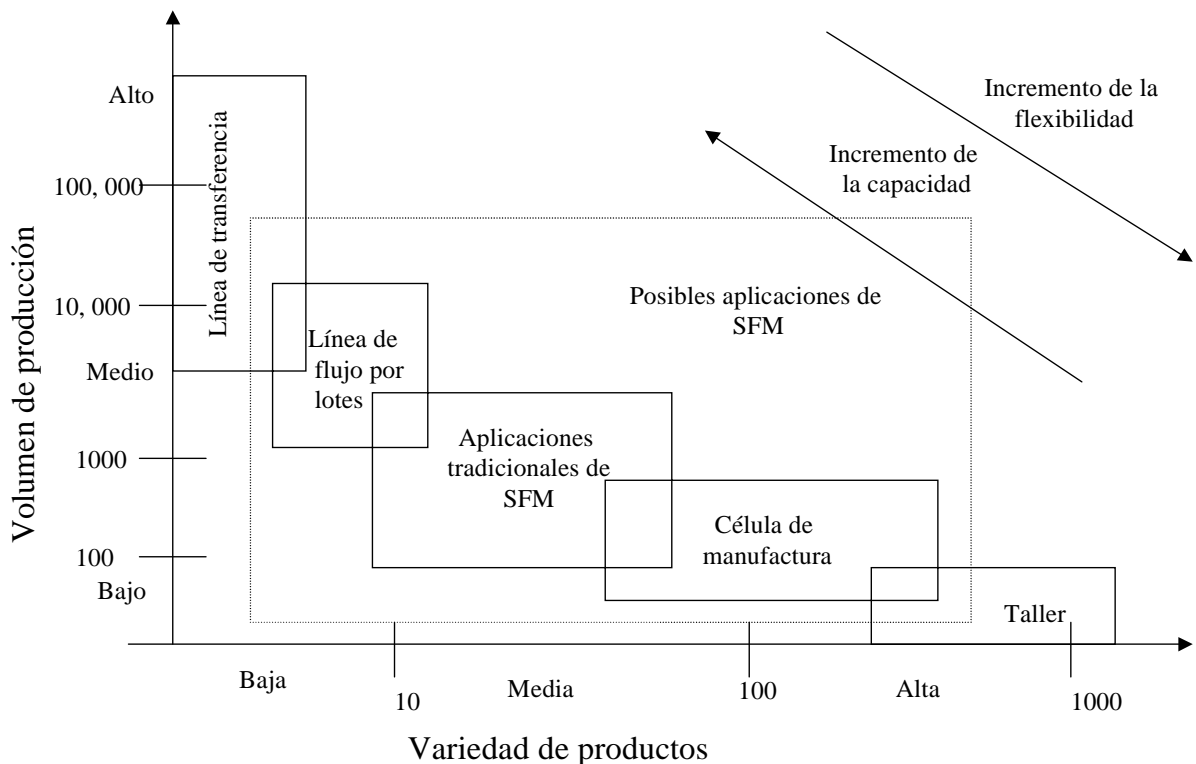 Alto
100, 000
10, 000
Medio
1000
100
Bajo
Volumen de producción
Línea de transferencia
Línea de
flujo por
lotes
Aplicaciones
tradicionales de
SFM
Posibles aplicaciones de
SFM
Célula de
manufactura
Taller
Incremento de
la capacidad
Incremento de la
flexibilidad
Baja
10
Media
100
Alta
1000
Variedad de productos